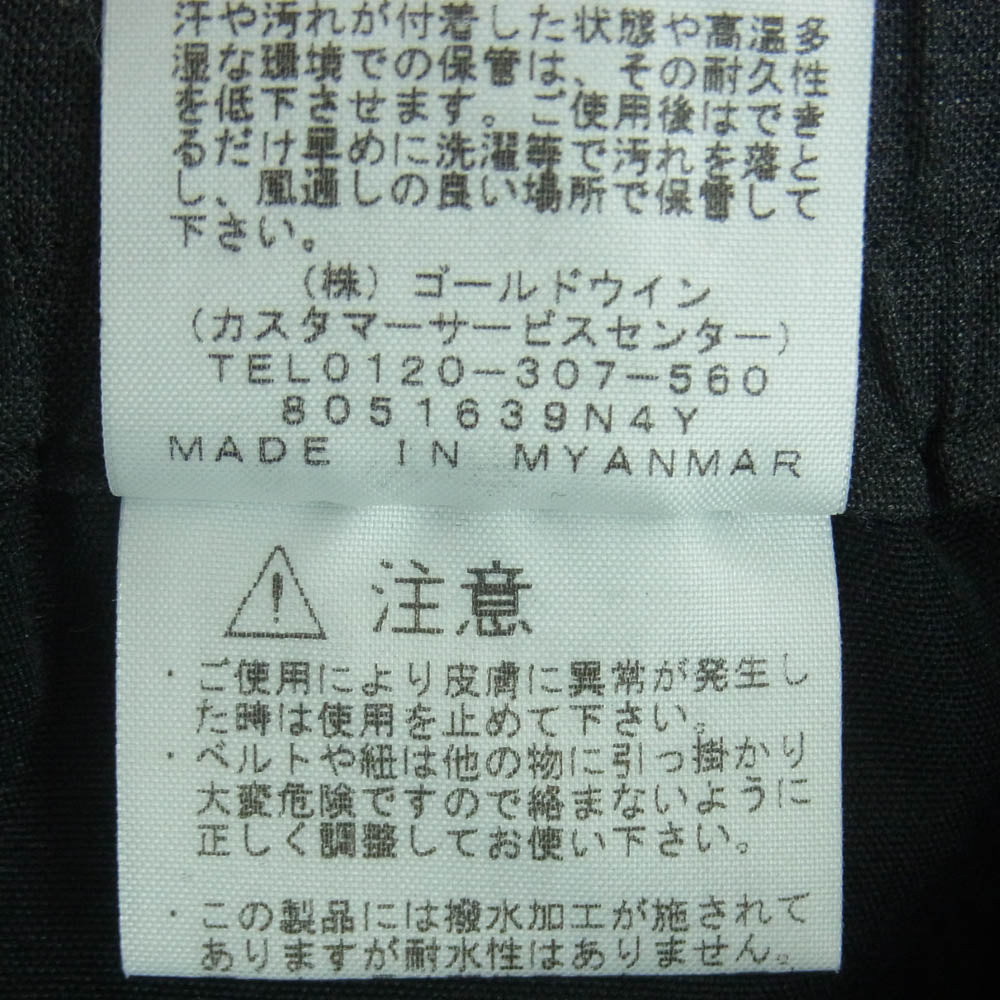 汗や汚れが付着した状態や高温多
湿な環境での保管は、その耐久性
を低下させます。ご使用後はでき
るだけ早めに洗濯等で汚れを落と
し、風通しの良い場所で保管して
下さい。
(株) ゴールドウイン
(カスタマーサービスセンター)
TEL0120-307-560
8051639N4Y
MADE IN MYANMAR
注意
・ご使用により皮膚に異常が発生し
た時は使用を止めて下さい。
・ベルトや紐は他の物に引っ掛かり
大変危険ですので絡まないように
正しく調整してお使い下さい。
・この製品には撥水加工が施されて
ありますが耐水性はありません。